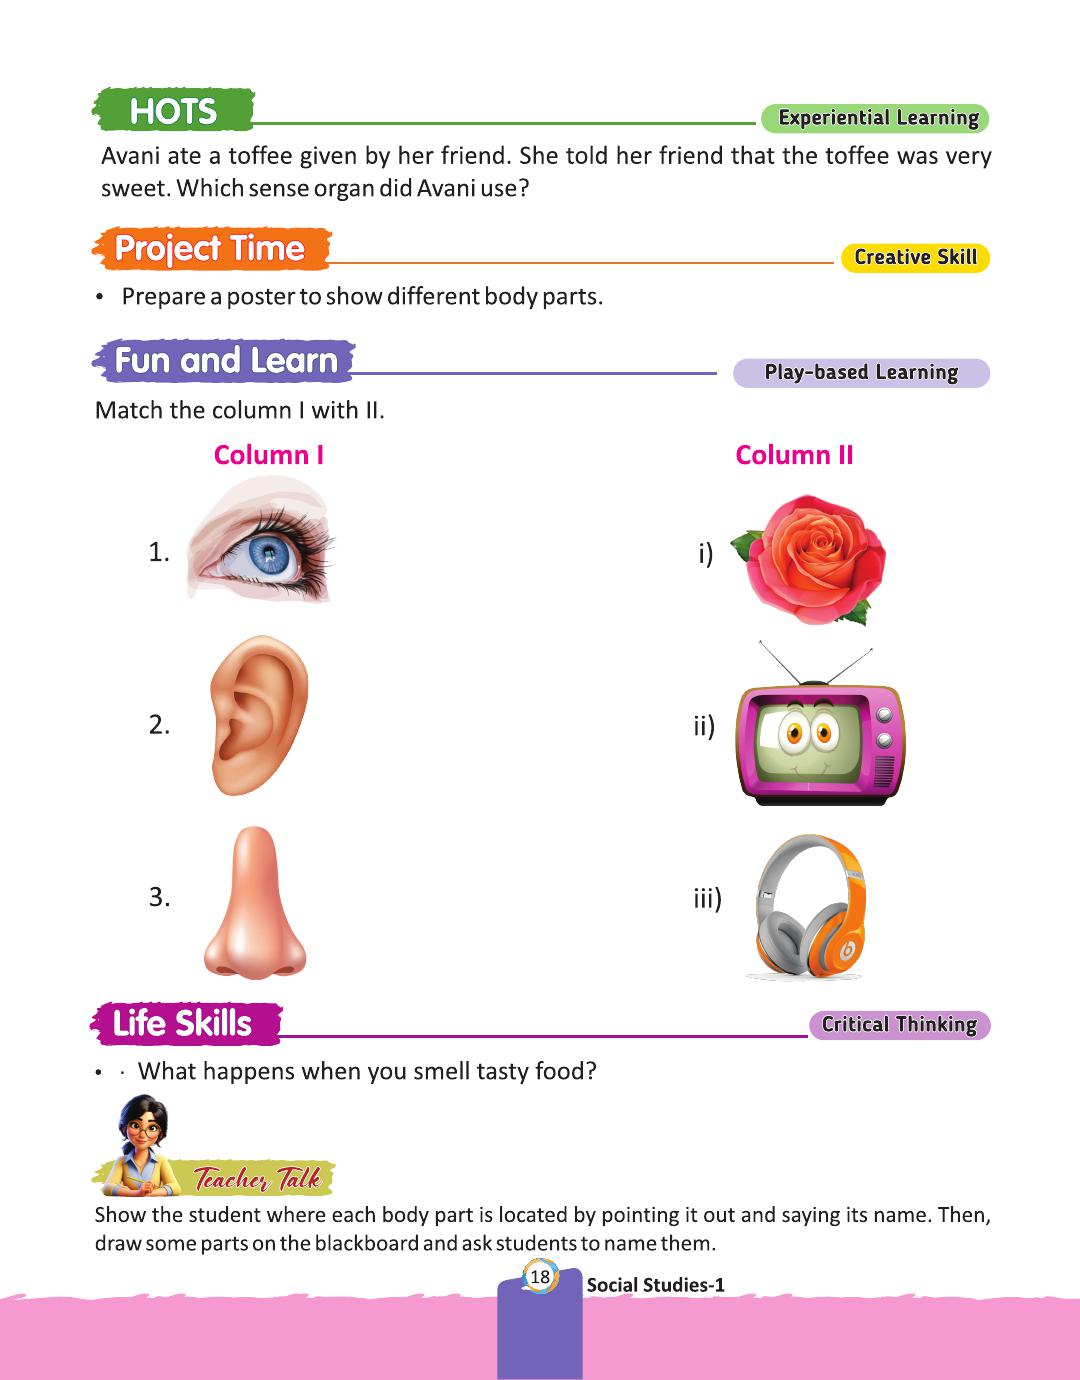 HOTS
Experiential Learning
Avani ate a toffee given by her friend. She told her friend that the toffee was very
sweet. Which sense organ did Avani use?
Project Time
Creative Skill
• Prepare a poster to show different body parts.
Fun and Learn
Play-based Learning
Match the column I with II.
Column I
Column II
1.
i)
2.
ii)
3.
iii)
Life Skills
Critical Thinking
• · What happens when you smell tasty food?
Teacher Talk
Show the student where each body part is located by pointing it out and saying its name. Then,
draw some parts on the blackboard and ask students to name them.
18
Social Studies-1